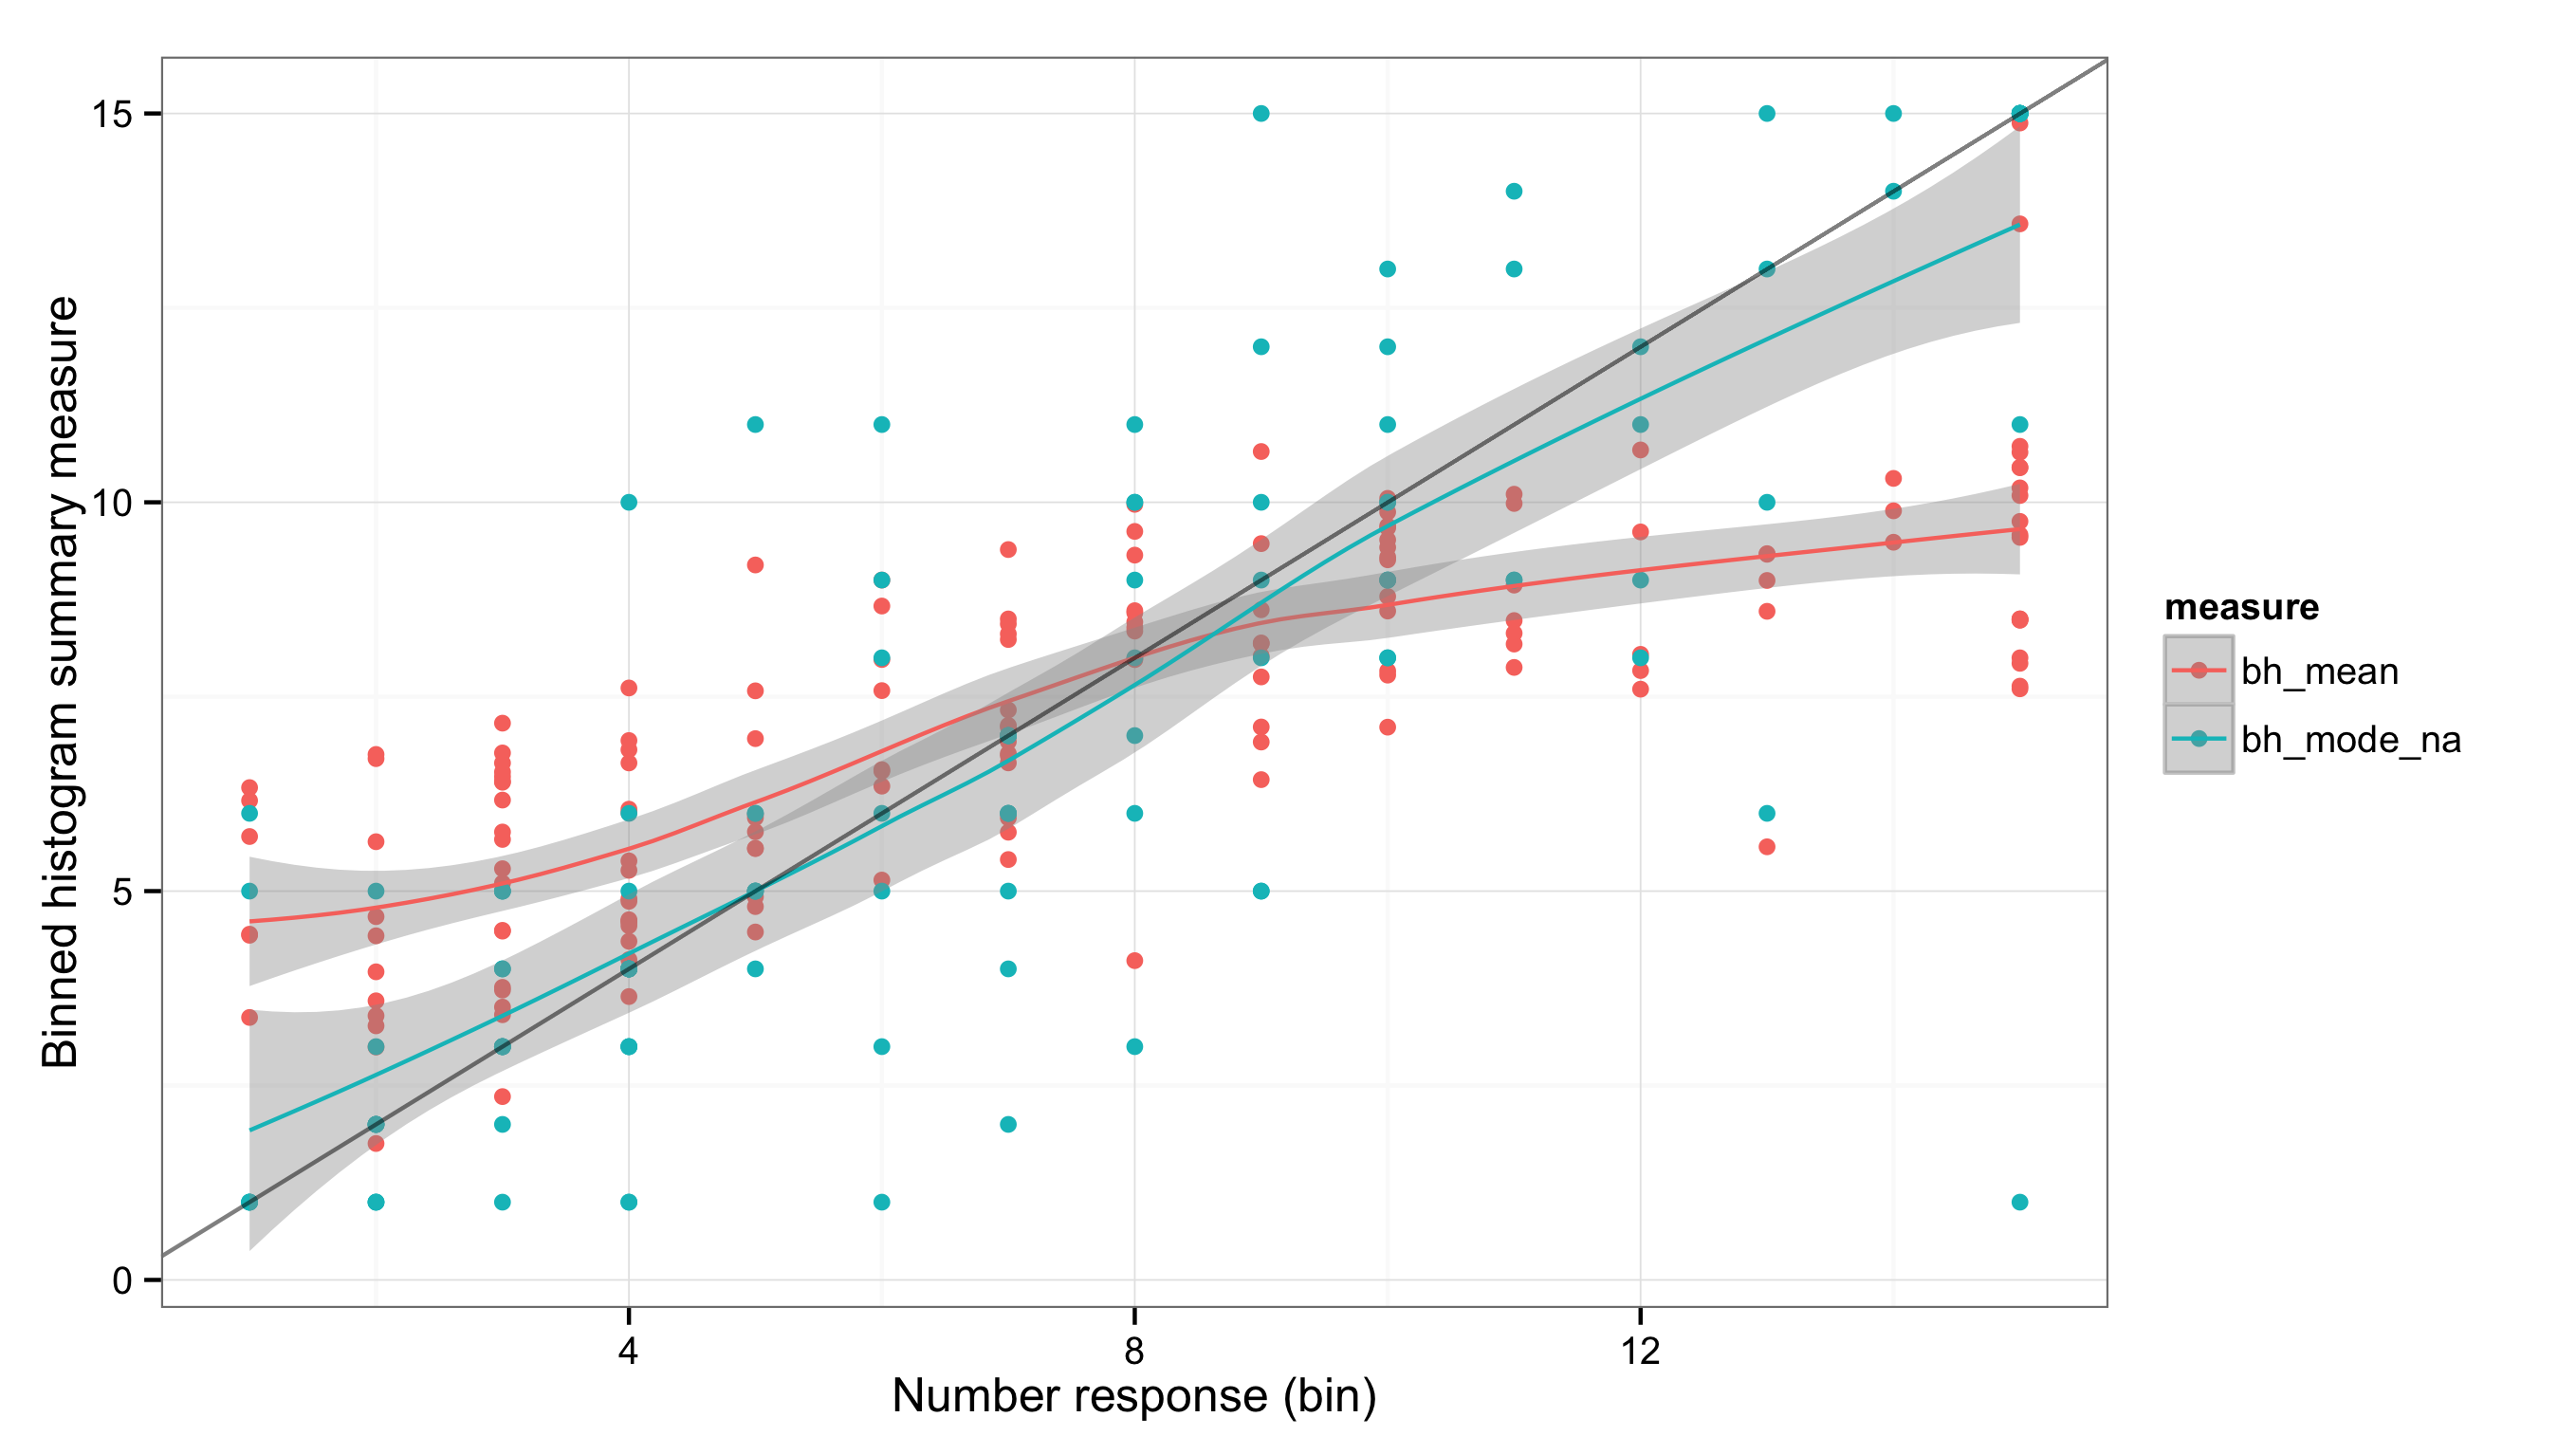 Binned histogram summary measure
15
10
5
0
4
8
12
Number response (bin)
measure
bh_mean
bh_mode_na